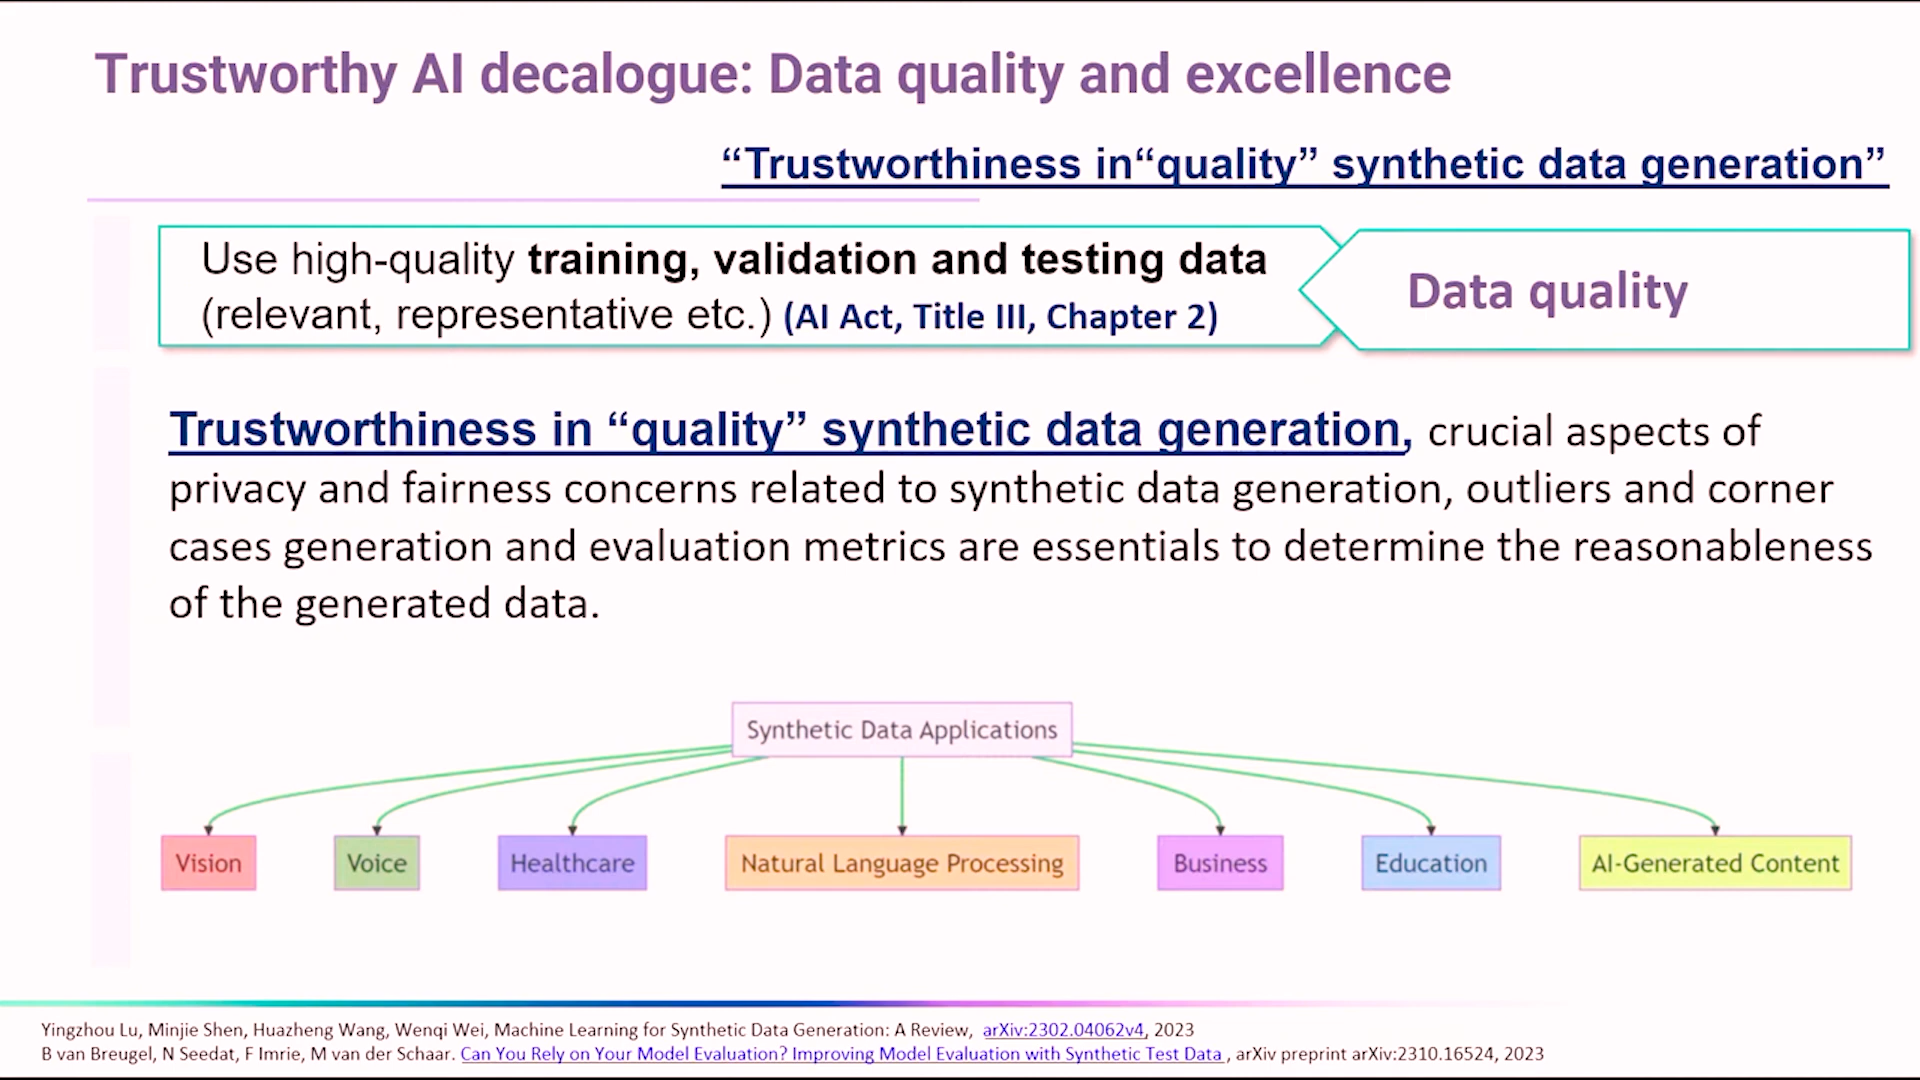 Trustworthy AI decalogue: Data quality and excellence
“Trustworthiness in“quality” synthetic data generation”
Use high-quality training, validation and testing data
(relevant, representative etc.) (AI Act, Title III, Chapter 2)
Data quality
Trustworthiness in “quality” synthetic data generation, crucial aspects of
privacy and fairness concerns related to synthetic data generation, outliers and corner
cases generation and evaluation metrics are essentials to determine the reasonableness
of the generated data.
Synthetic Data Applications
Vision
Voice
Healthcare
Natural Language Processing
Business
Education
AI-Generated Content
Yingzhou Lu, Minjie Shen, Huazheng Wang, Wenqi Wei, Machine Learning for Synthetic Data Generation: A Review, arXiv:2302.04062v4, 2023
B van Breugel, N Seedat, F Imrie, M van der Schaar. Can You Rely on Your Model Evaluation? Improving Model Evaluation with Synthetic Test Data , arXiv preprint arXiv:2310.16524, 2023